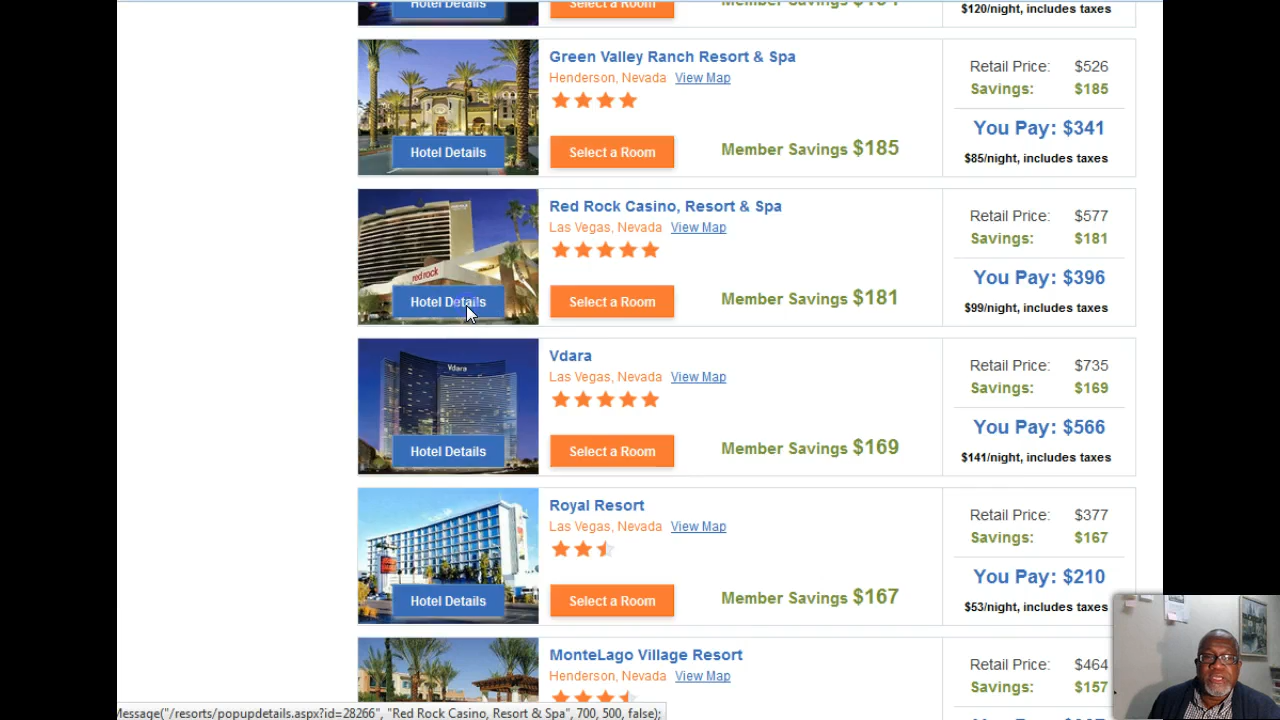 Hotel Details
Select a Room
$120/night, includes taxes
Green Valley Ranch Resort & Spa
Henderson, Nevada View Map
Hotel Details
Select a Room
Member Savings $185
Retail Price: $526
Savings: $185
You Pay: $341
$85/night, includes taxes
Red Rock Casino, Resort & Spa
Las Vegas, Nevada View Map
red rock
Hotel Details
Select a Room
Member Savings $181
Retail Price: $577
Savings: $181
You Pay: $396
$99/night, includes taxes
Vdara
Las Vegas, Nevada View Map
Vdara
Hotel Details
Select a Room
Member Savings $169
Retail Price: $735
Savings: $169
You Pay: $566
$141/night, includes taxes
Royal Resort
Las Vegas, Nevada View Map
Hotel Details
Select a Room
Member Savings $167
Retail Price: $377
Savings: $167
You Pay: $210
$53/night, includes taxes
MonteLago Village Resort
Henderson, Nevada View Map
Retail Price: $464
Savings: $157
Message("/resorts/popupdetails.aspx?id=28266", "Red Rock Casino, Resort & Spa", 700, 500, false);